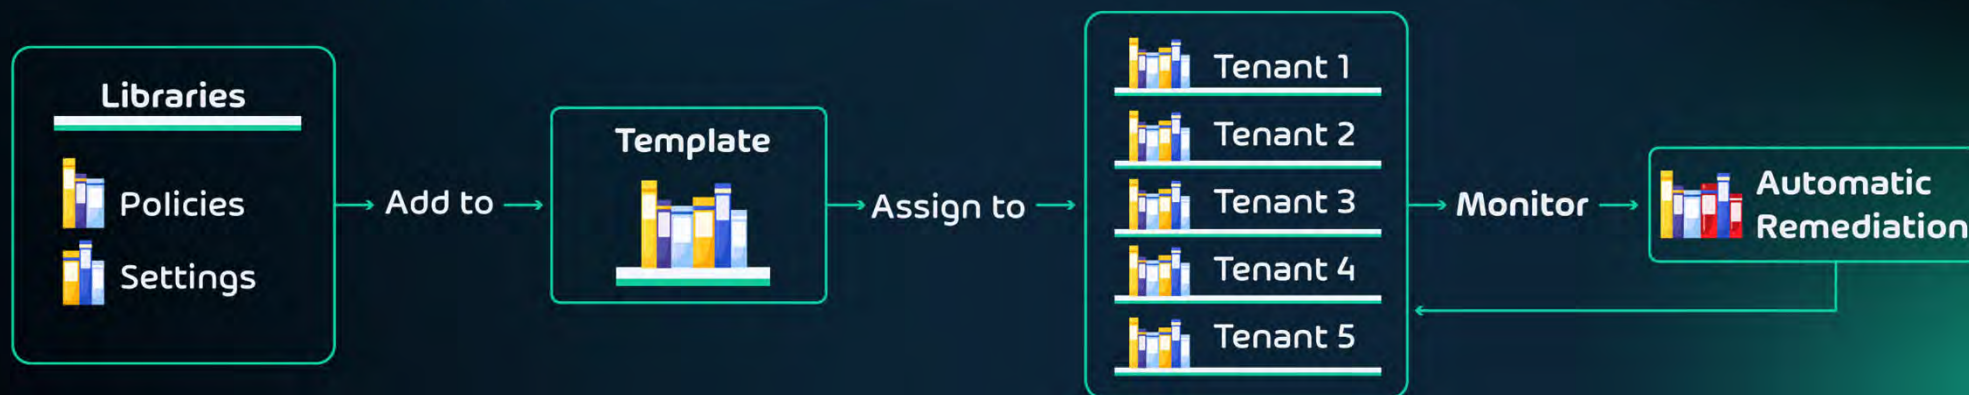 Libraries
Policies
Settings
Add to
Template
Assign to
Tenant 1
Tenant 2
Tenant 3
Tenant 4
Tenant 5
Monitor
Automatic
Remediation